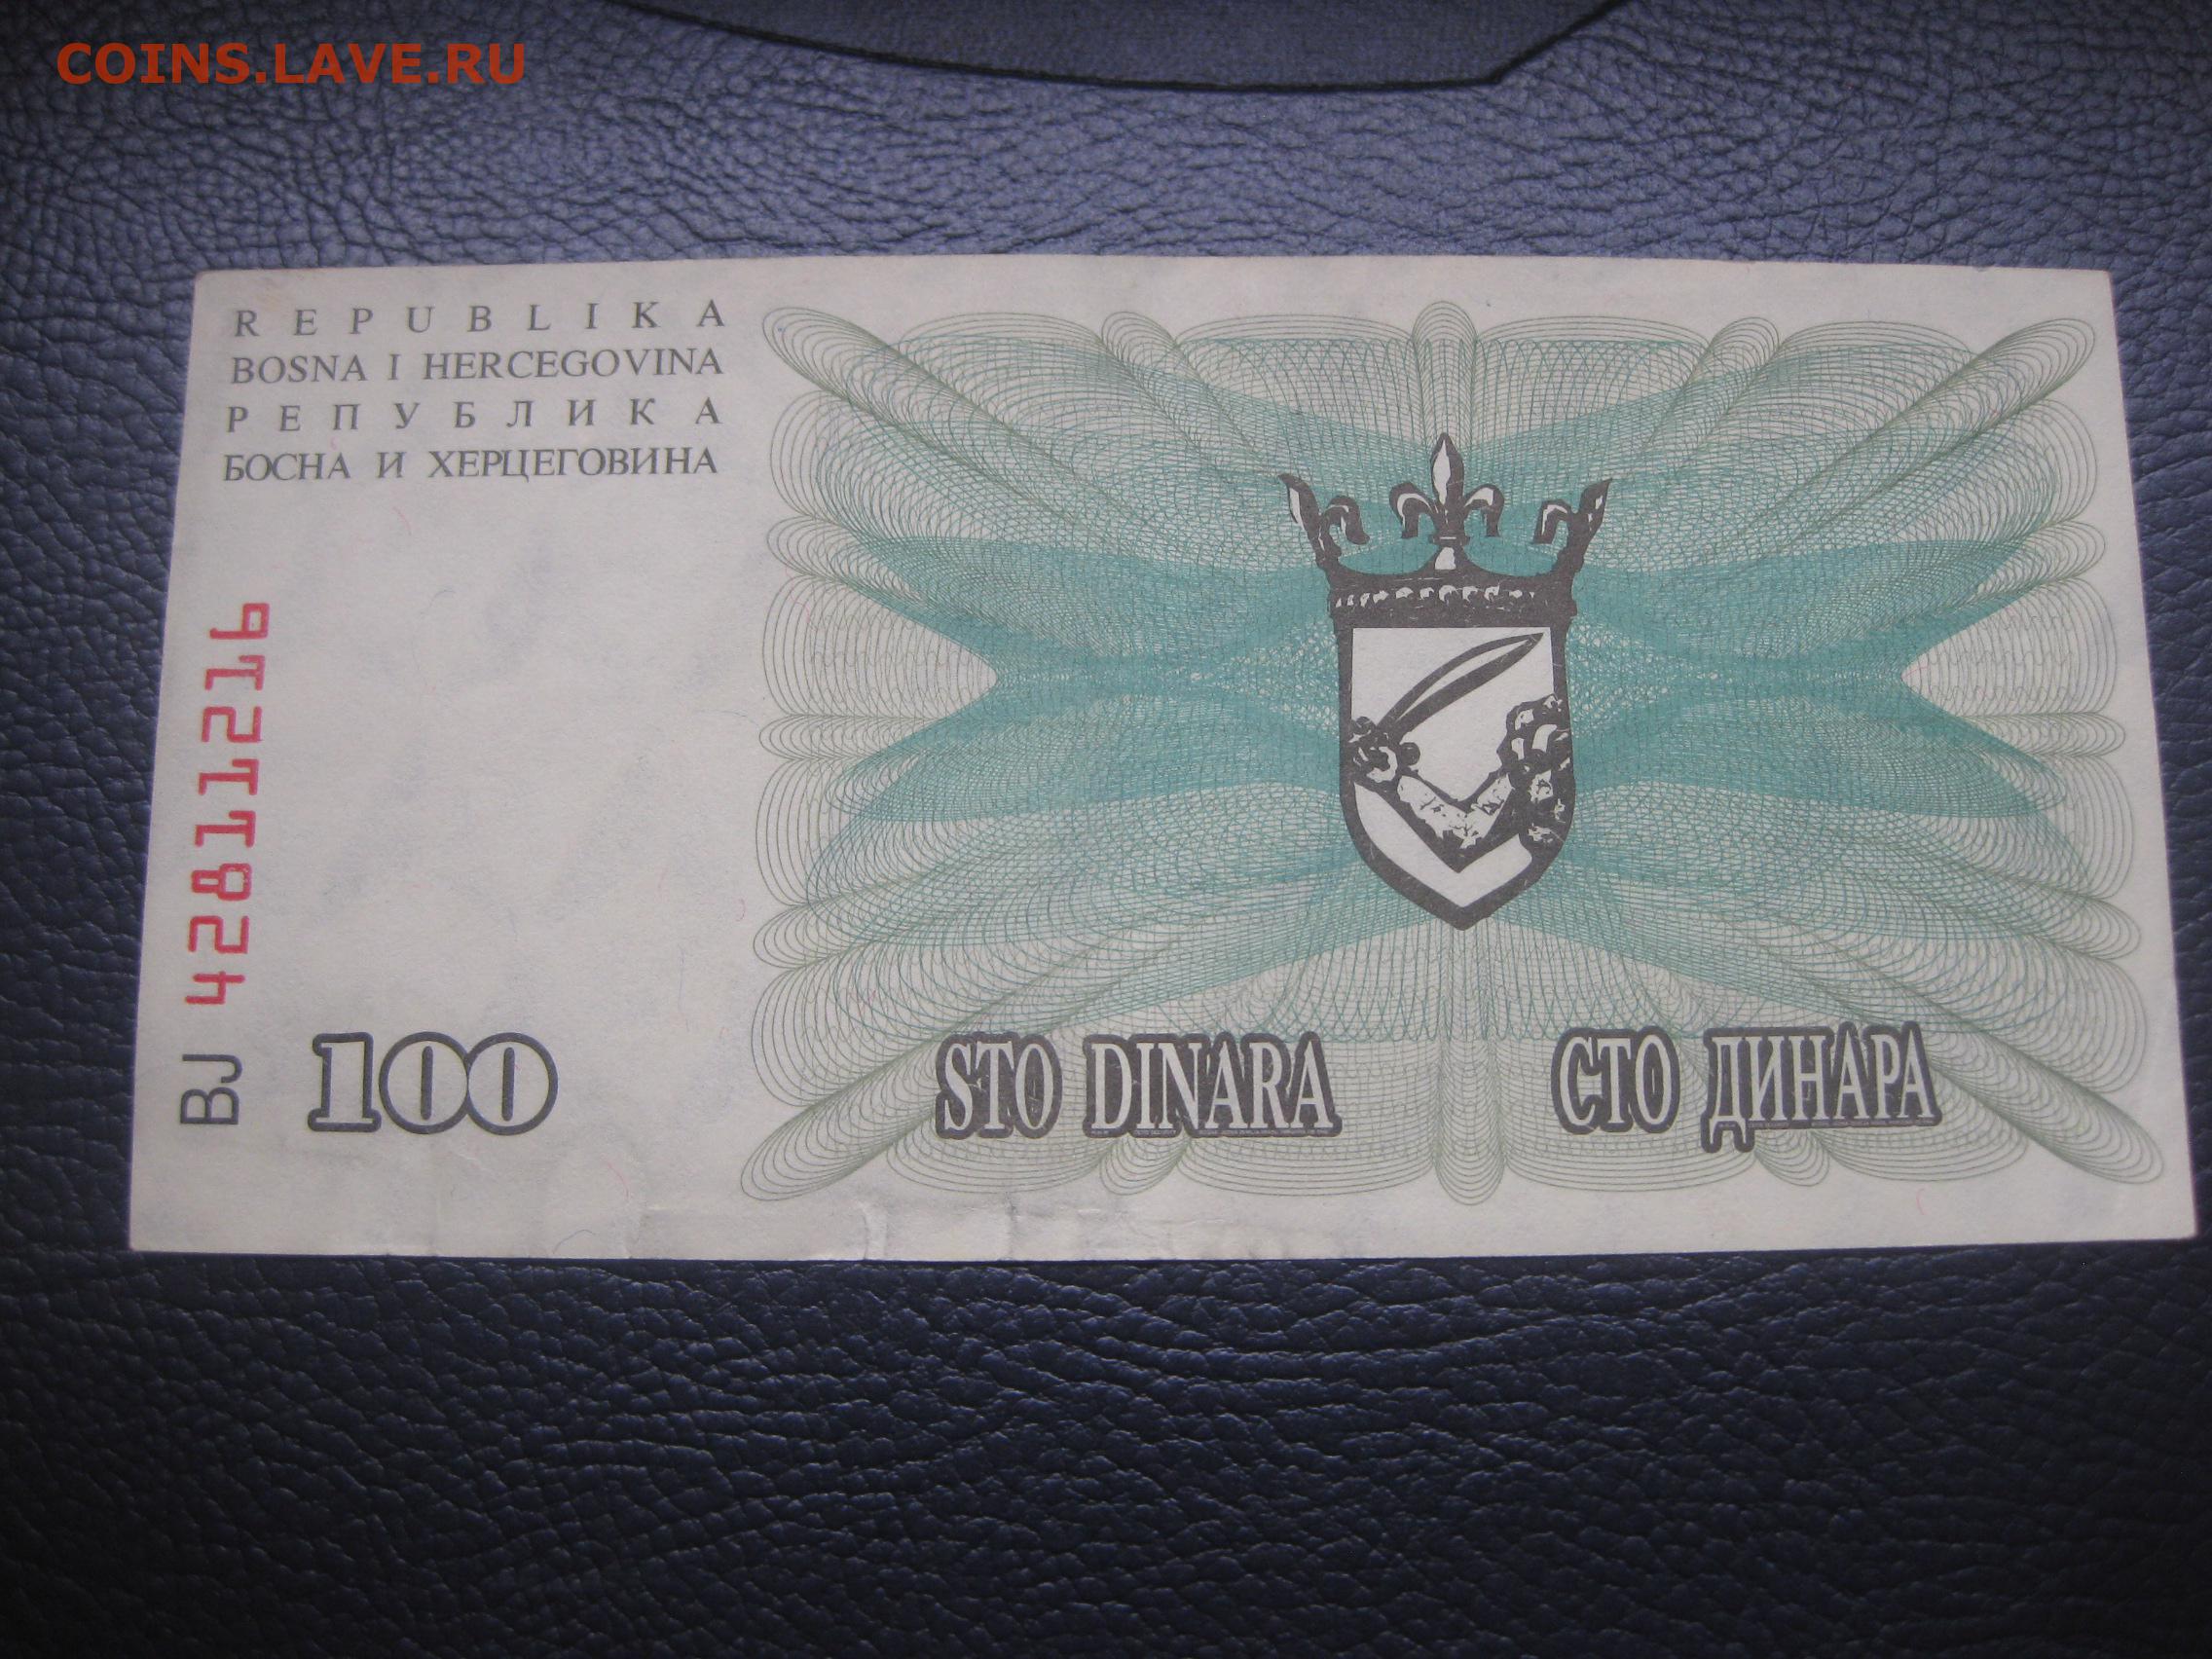 COINS.LAVE.RU
REPUBLIKA
BOSNA I HERCEGOVINA
РЕПУБЛИКА
БОСНА И ХЕРЦЕГОВИНА
BJ 42811216
100
STO DINARA СТО ДИНАРА